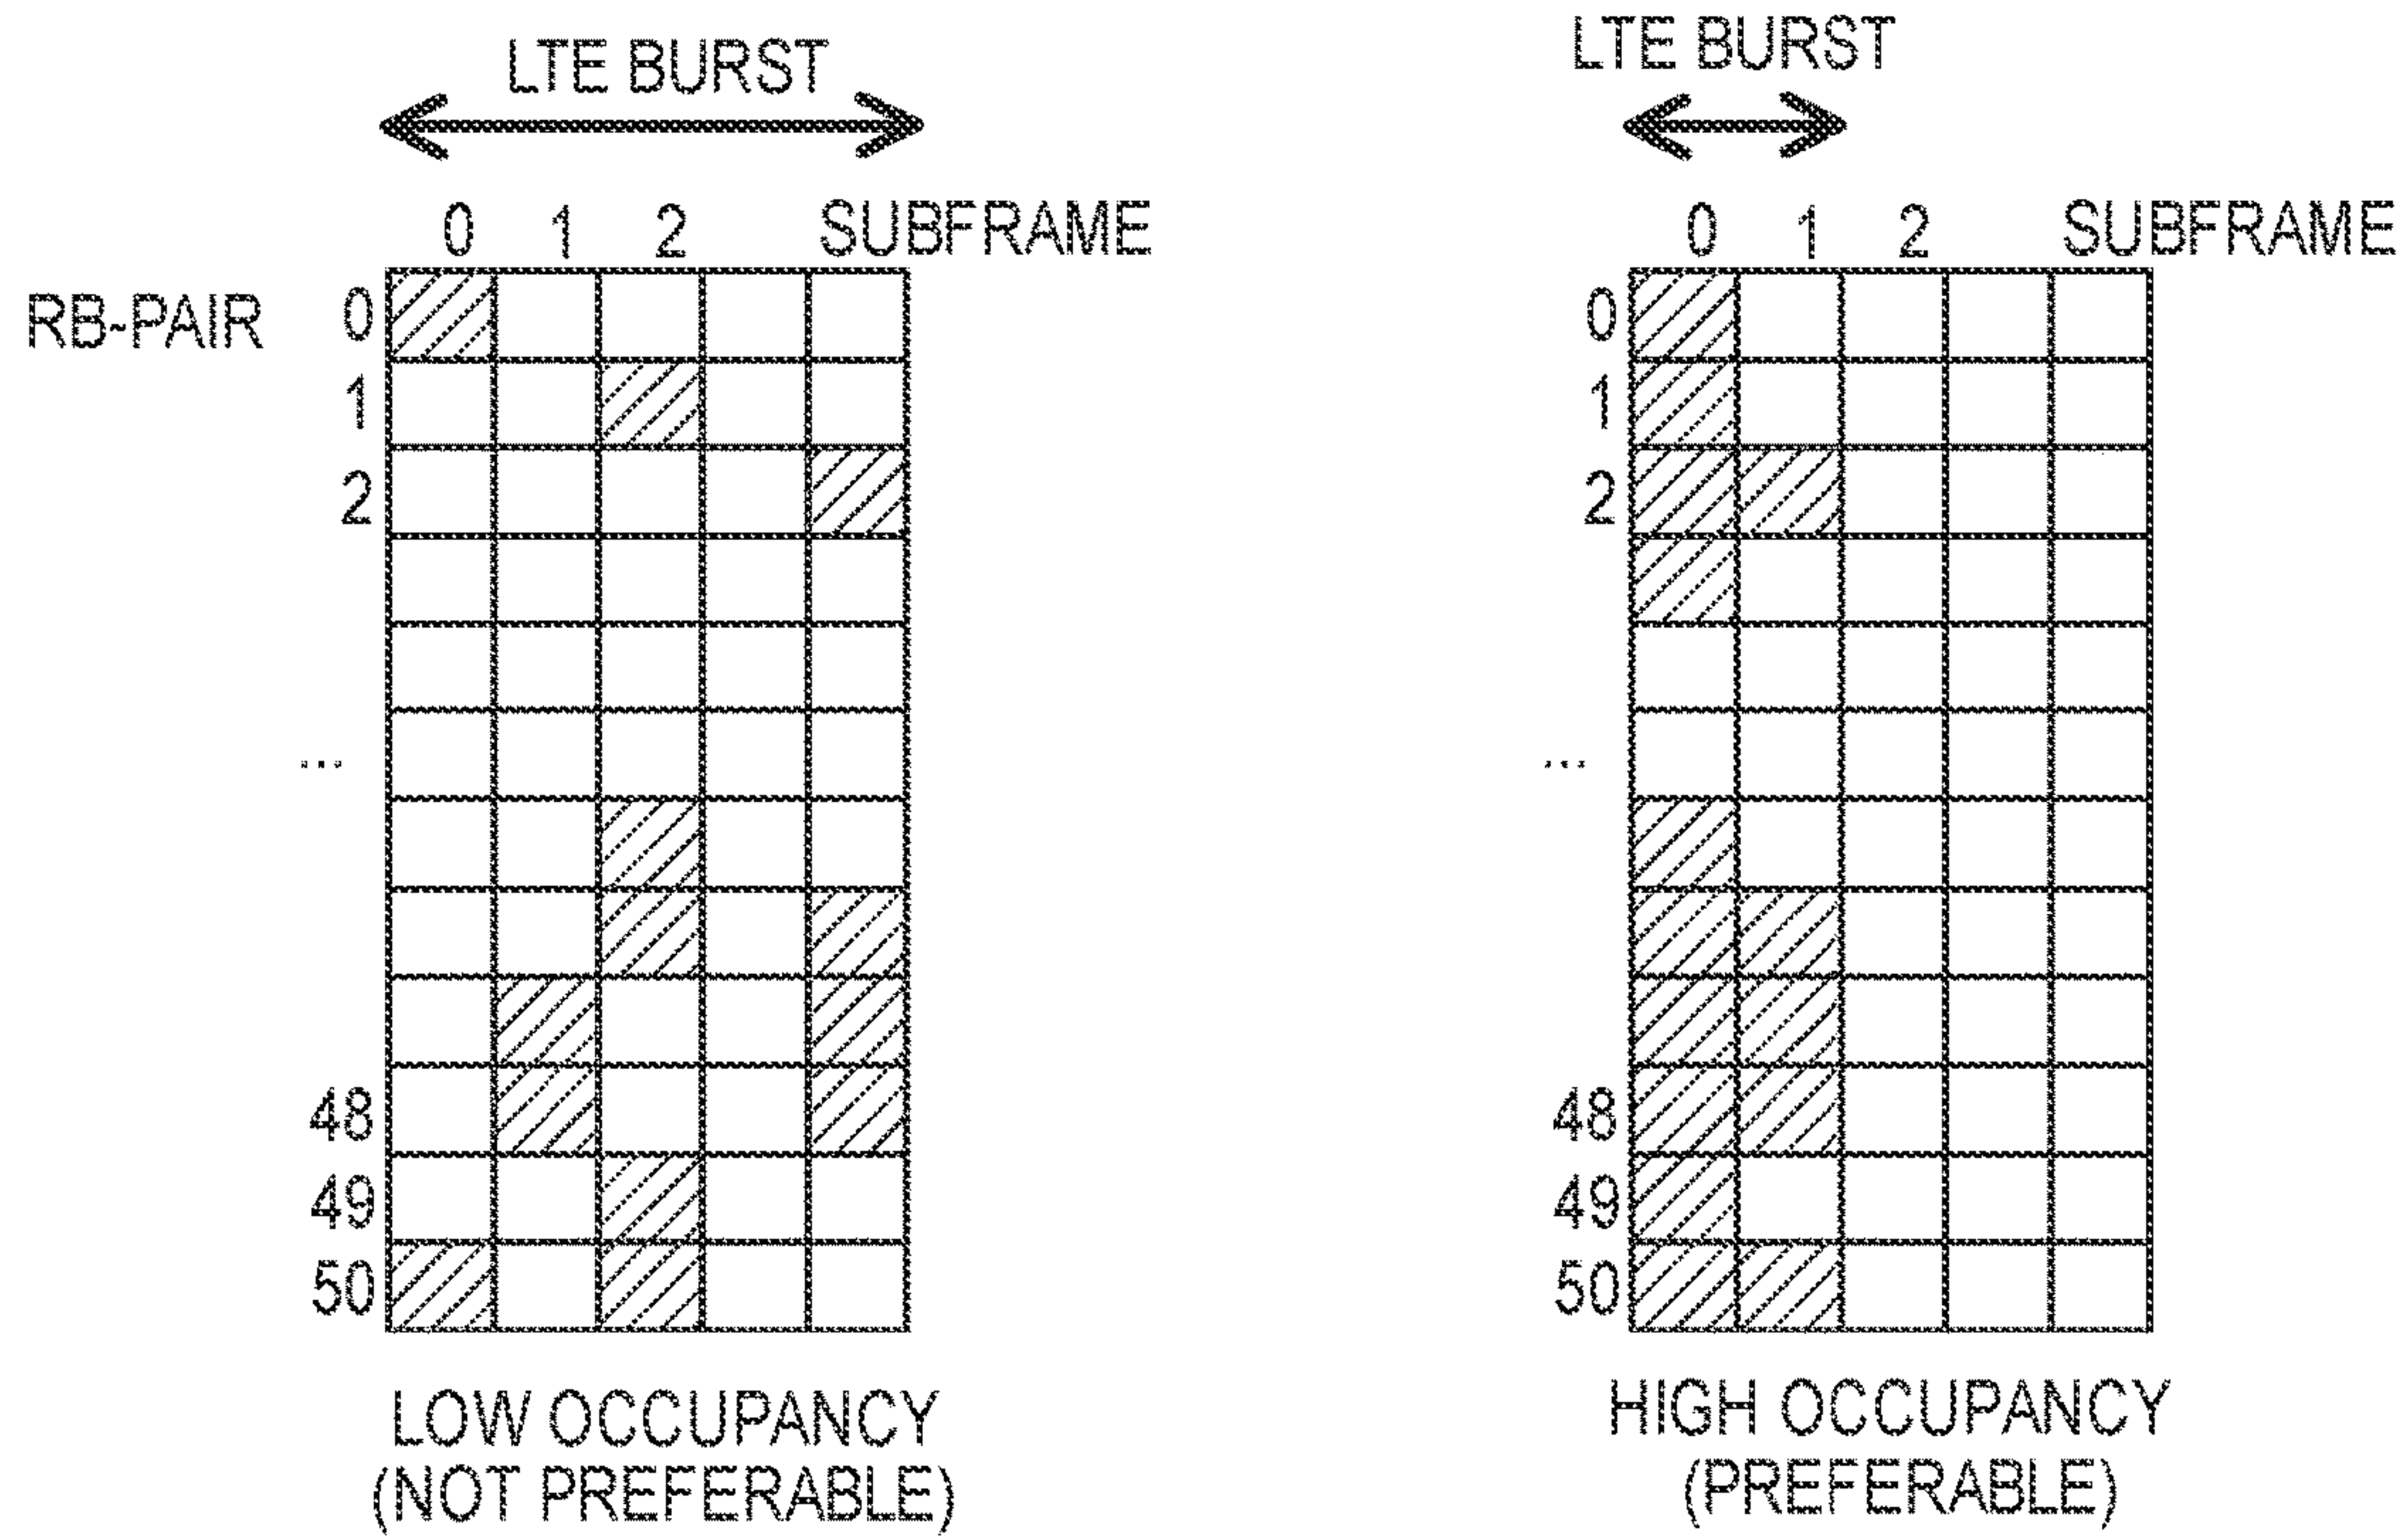 LTE BURST
0 1 2 SUBFRAME
RB-PAIR 0
1
2
...
48
49
50
LOW OCCUPANCY
(NOT PREFERABLE)
LTE BURST
0 1 2 SUBFRAME
0
1
2
...
48
49
50
HIGH OCCUPANCY
(PREFERABLE)